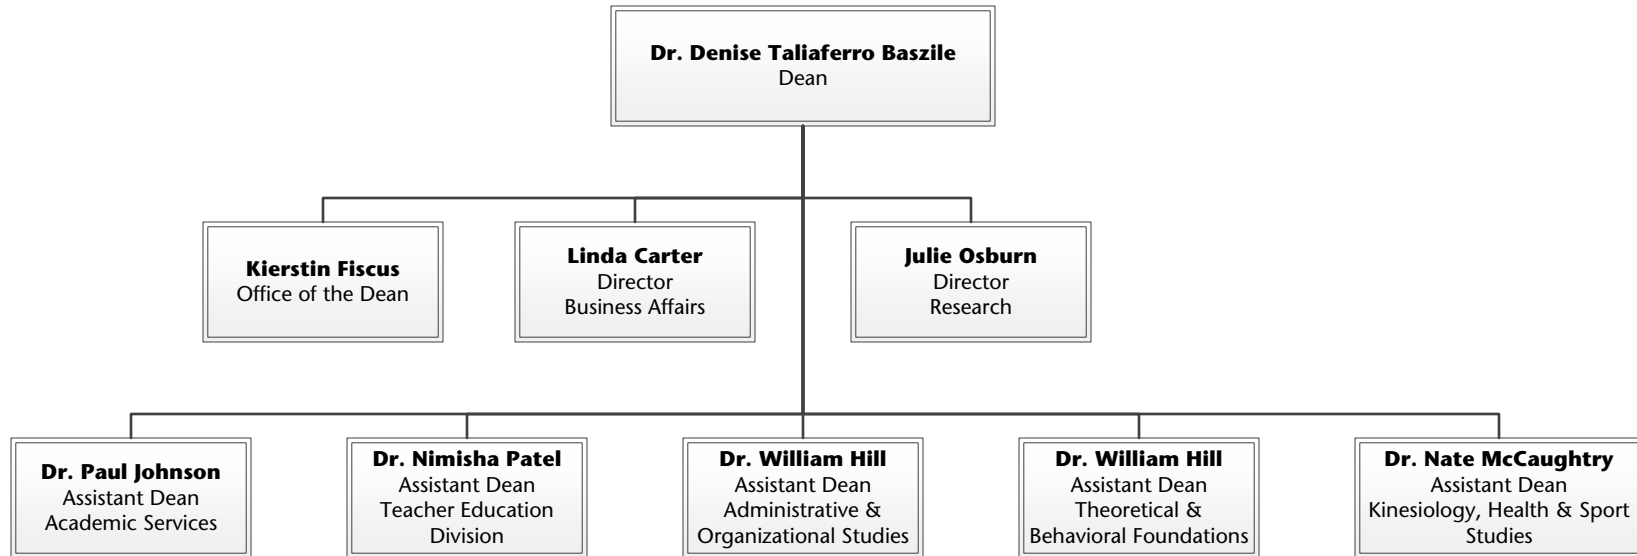 Dr. Denise Taliaferro Baszile
Dean
Kierstin Fiscus
Office of the Dean
Linda Carter
Director
Business Affairs
Julie Osburn
Director
Research
Dr. Paul Johnson
Assistant Dean
Academic Services
Dr. Nimisha Patel
Assistant Dean
Teacher Education
Division
Dr. William Hill
Assistant Dean
Administrative &
Organizational Studies
Dr. William Hill
Assistant Dean
Theoretical &
Behavioral Foundations
Dr. Nate McCaughtry
Assistant Dean
Kinesiology, Health & Sport
Studies